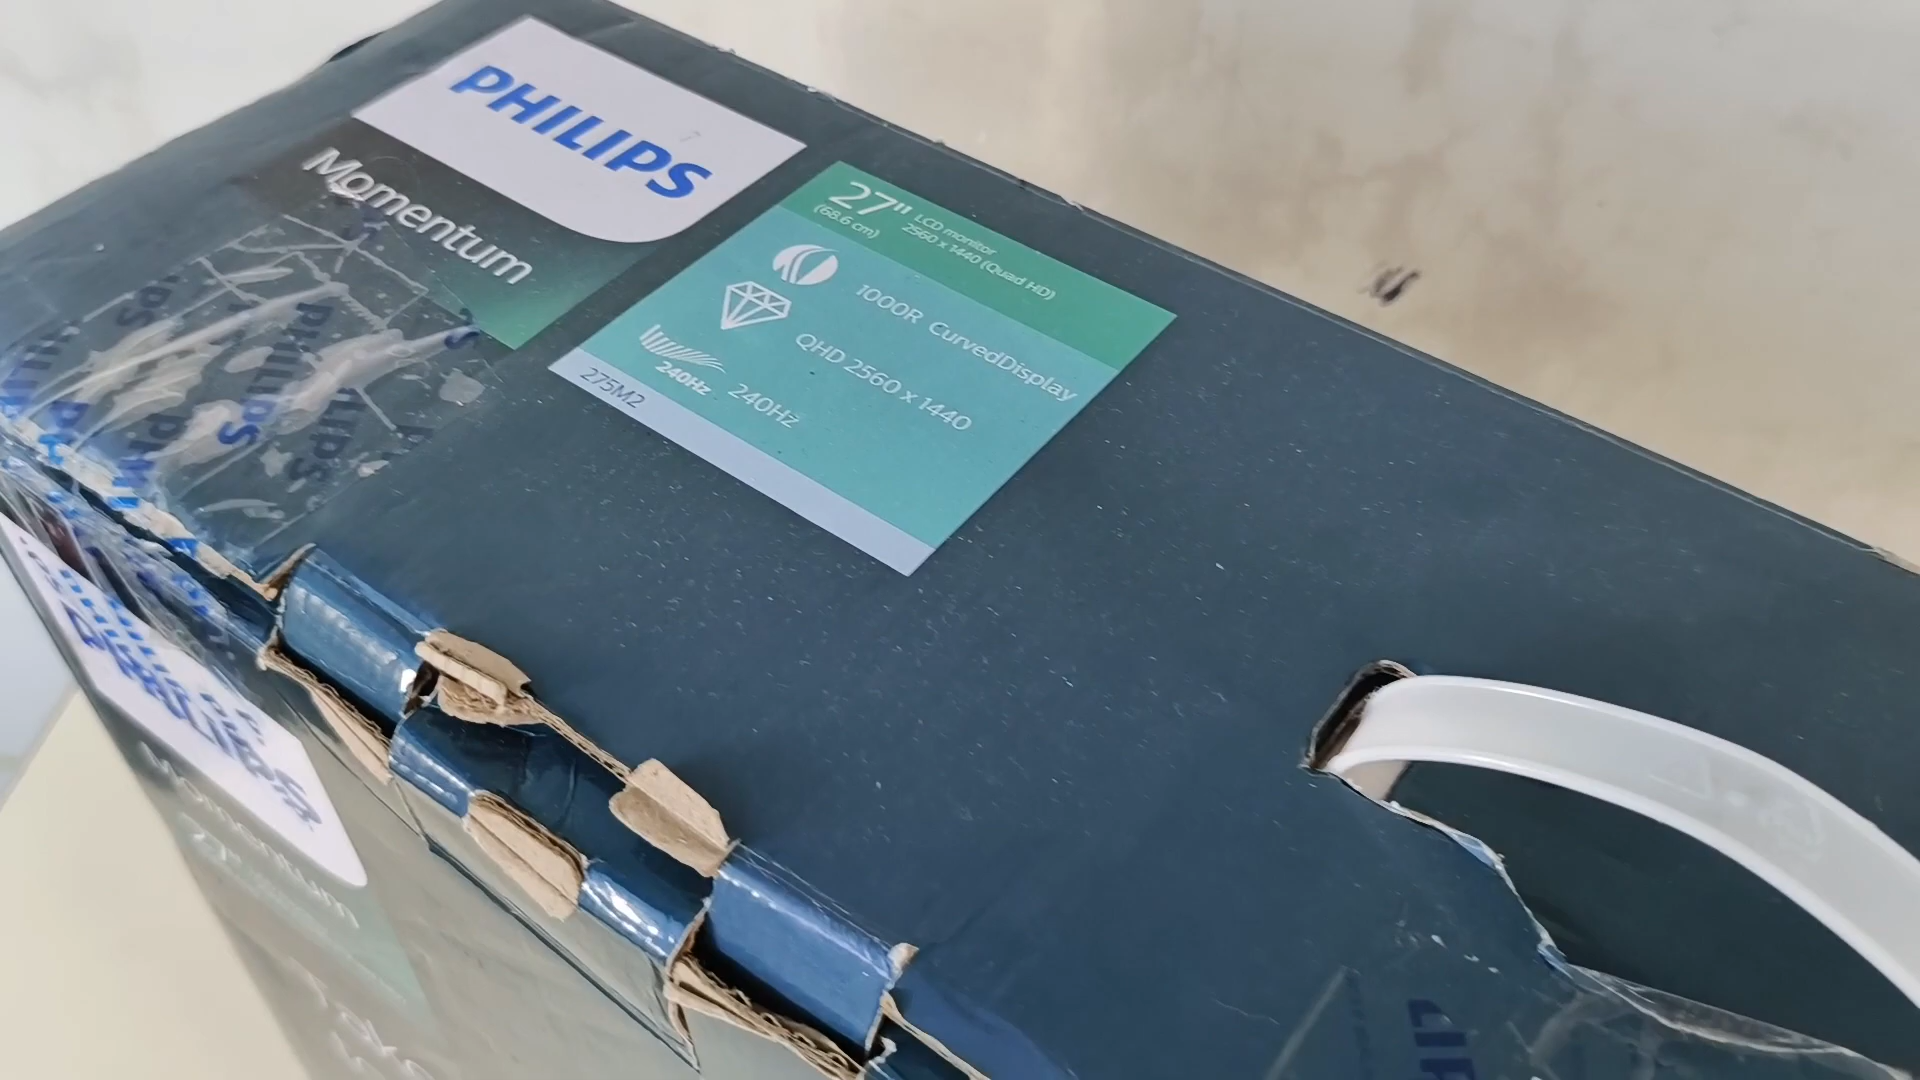 PHILIPS
Momentum
27"
(68.6 cm)
LCD monitor
2560 x 1440 (Quad HD)
1000R CurvedDisplay
QHD 2560 x 1440
240Hz 240Hz
275M2
PHILIPS
PHILIPS
Momentum